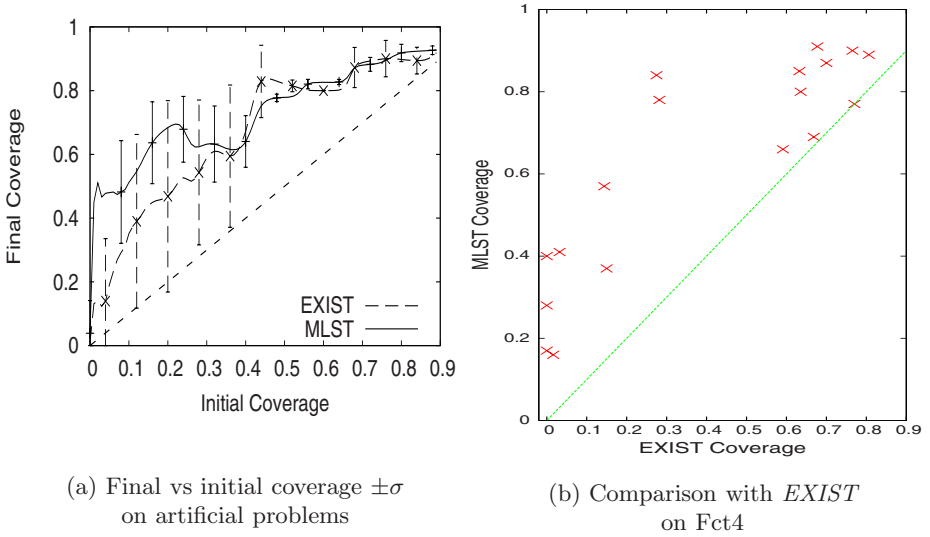 1
0.8
0.6
0.4
0.2
0
Final Coverage
EXIST
MLST
0 0.1 0.2 0.3 0.4 0.5 0.6 0.7 0.8 0.9
Initial Coverage
(a) Final vs initial coverage ±σ
on artificial problems
1
0.8
0.6
0.4
0.2
0
MLST Coverage
0 0.1 0.2 0.3 0.4 0.5 0.6 0.7 0.8 0.9
EXIST Coverage
(b) Comparison with EXIST
on Fct4